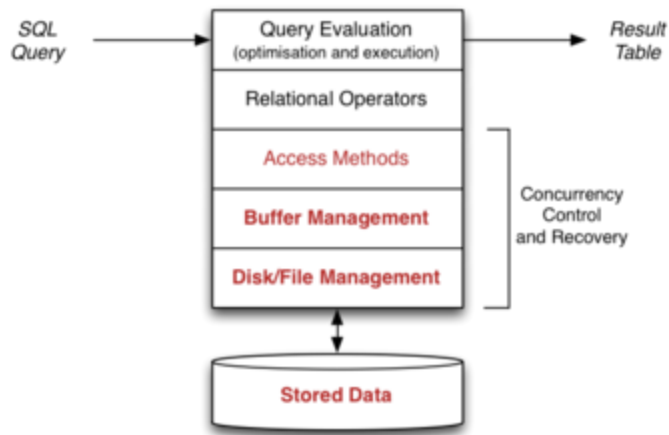 SQL
Query
Query Evaluation
(optimisation and execution)
Result
Table
Relational Operators
Access Methods
Buffer Management
Disk/File Management
Concurrency
Control
and Recovery
Stored Data